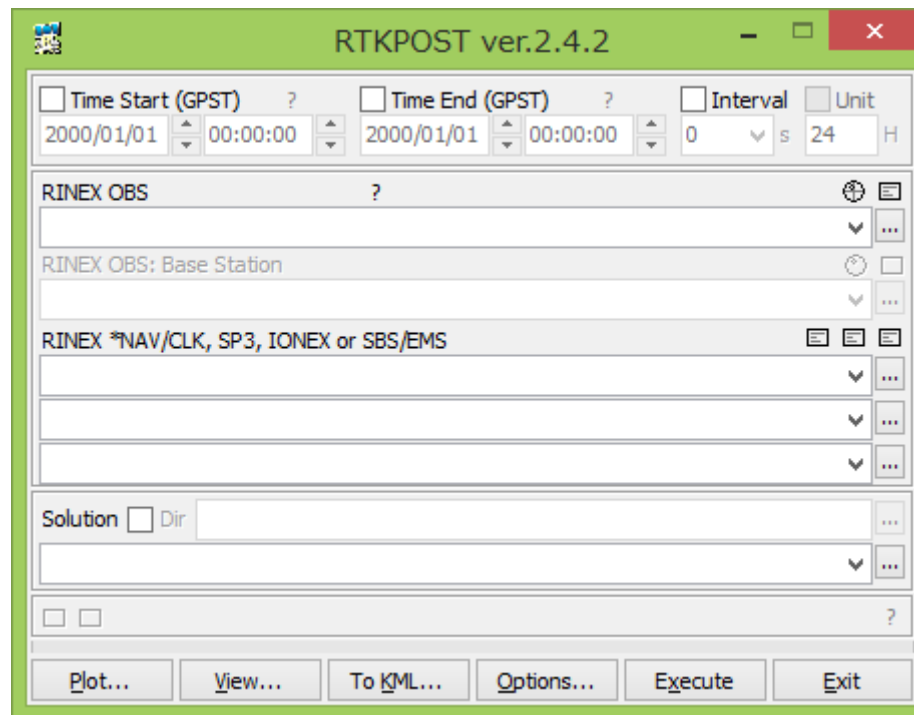 RTKPOST ver.2.4.2
Time Start (GPST) ? Time End (GPST) ? Interval Unit
2000/01/01 00:00:00 2000/01/01 00:00:00 0 s 24 H
RINEX OBS ?
...
RINEX OBS: Base Station
...
RINEX *NAV/CLK, SP3, IONEX or SBS/EMS
...
...
...
Solution Dir ...
...
?
Plot... View... To KML... Options... Execute Exit